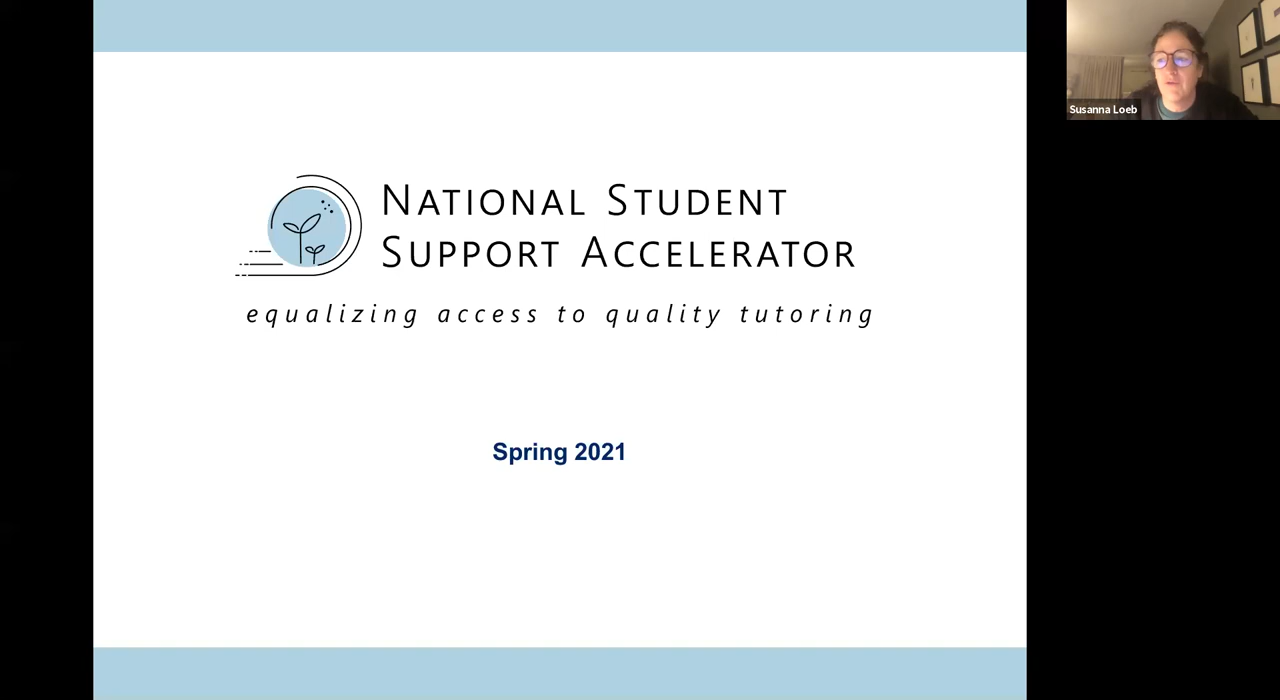 NATIONAL STUDENT
SUPPORT ACCELERATOR
equalizing access to quality tutoring
Spring 2021
Susanna Loeb